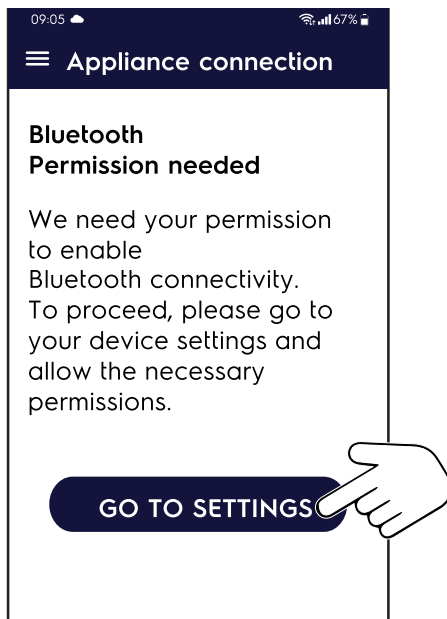 09:05 67%
Appliance connection
Bluetooth
Permission needed
We need your permission
to enable
Bluetooth connectivity.
To proceed, please go to
your device settings and
allow the necessary
permissions.
GO TO SETTINGS